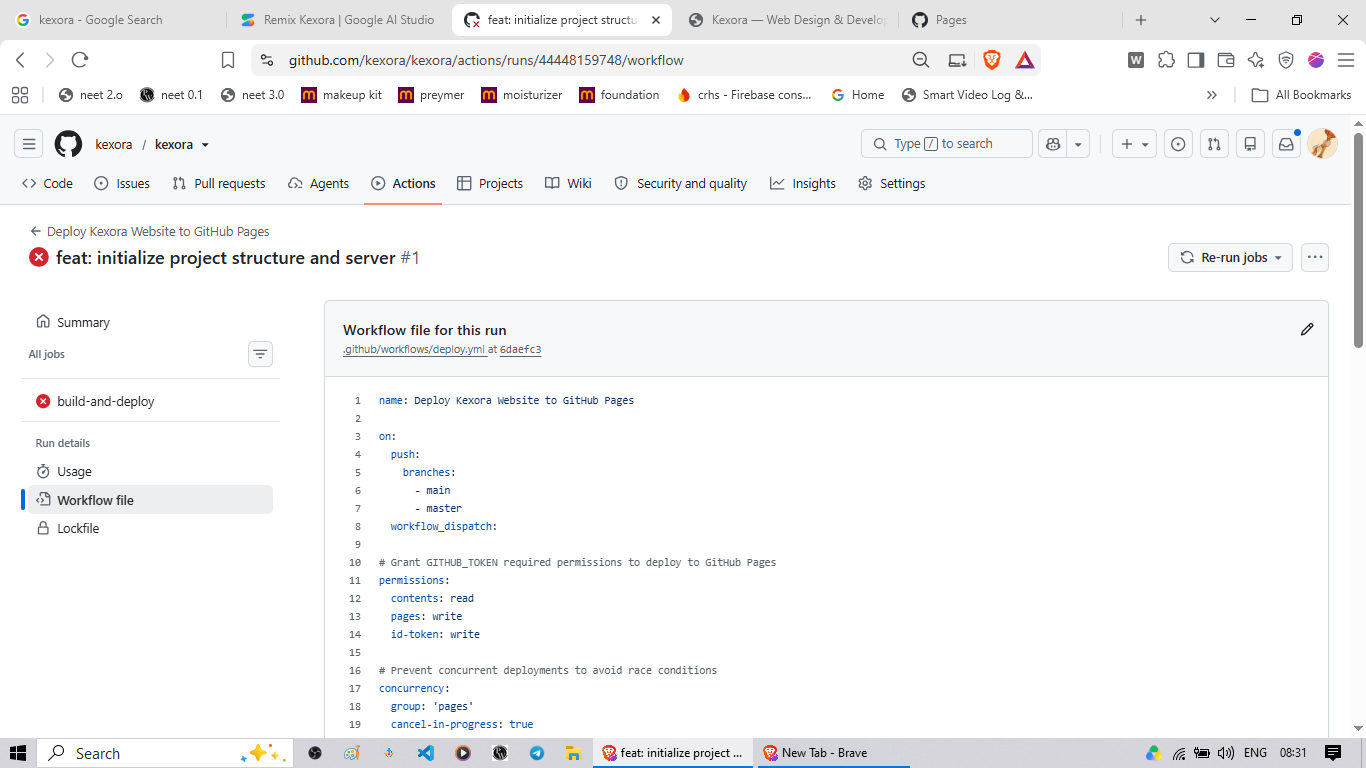 kexora - Google Search
Remix Kexora | Google AI Studio
feat: initialize project structu
Kexora — Web Design & Develo
Pages
github.com/kexora/kexora/actions/runs/44448159748/workflow
neet 2.o
neet 0.1
neet 3.0
makeup kit
preymer
moisturizer
foundation
crhs - Firebase cons...
Home
Smart Video Log &...
All Bookmarks
kexora / kexora
Type / to search
Code
Issues
Pull requests
Agents
Actions
Projects
Wiki
Security and quality
Insights
Settings
Deploy Kexora Website to GitHub Pages
feat: initialize project structure and server #1
Re-run jobs
Summary
All jobs
build-and-deploy
Run details
Usage
Workflow file
Lockfile
Workflow file for this run
.github/workflows/deploy.yml at 6daefc3
1 name: Deploy Kexora Website to GitHub Pages
2
3 on:
4 push:
5 branches:
6 - main
7 - master
8 workflow_dispatch:
9
10 # Grant GITHUB_TOKEN required permissions to deploy to GitHub Pages
11 permissions:
12 contents: read
13 pages: write
14 id-token: write
15
16 # Prevent concurrent deployments to avoid race conditions
17 concurrency:
18 group: 'pages'
19 cancel-in-progress: true
Search
feat: initialize project ...
New Tab - Brave
ENG
08:31